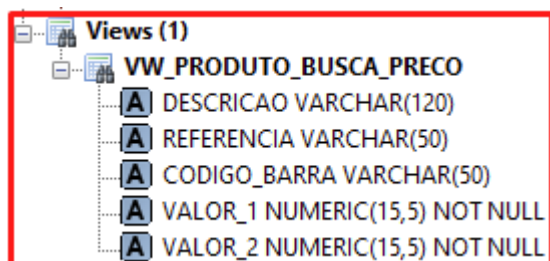 Views (1)
VW_PRODUTO_BUSCA_PRECO
A DESCRICAO VARCHAR(120)
A REFERENCIA VARCHAR(50)
A CODIGO_BARRA VARCHAR(50)
A VALOR_1 NUMERIC(15,5) NOT NULL
A VALOR_2 NUMERIC(15,5) NOT NULL